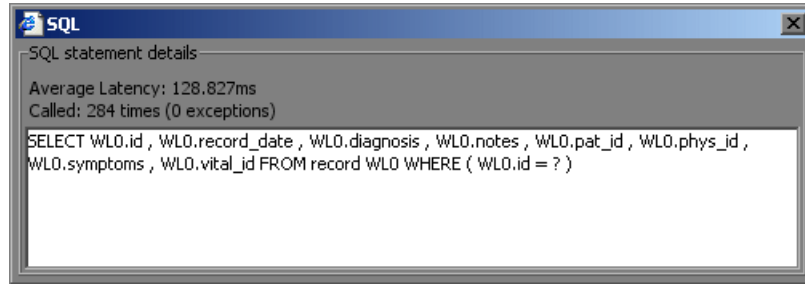 SQL
SQL statement details
Average Latency: 128.827ms
Called: 284 times (0 exceptions)
SELECT WL0.id , WL0.record_date , WL0.diagnosis , WL0.notes , WL0.pat_id , WL0.phys_id ,
WL0.symptoms , WL0.vital_id FROM record WL0 WHERE ( WL0.id = ? )